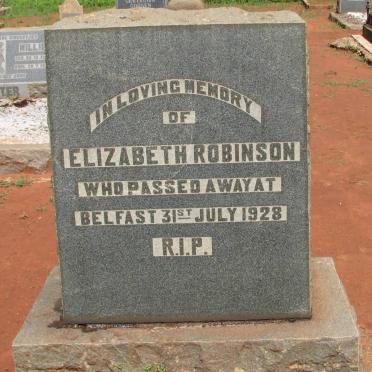 IN LOVING MEMORY
OF
ELIZABETH ROBINSON
WHO PASSED AWAY AT
BELFAST 31ST JULY 1928
R.I.P.